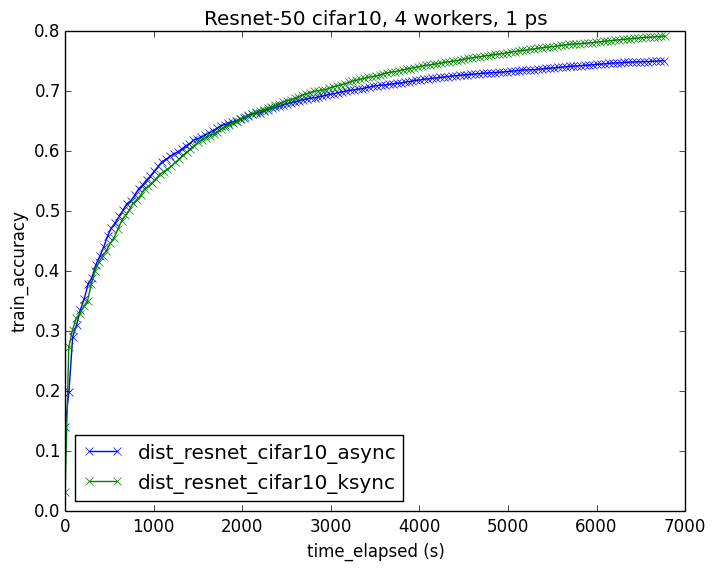 Resnet-50 cifar10, 4 workers, 1 ps
0.8
0.7
0.6
0.5
0.4
0.3
0.2
0.1
0.0
train_accuracy
dist_resnet_cifar10_async
dist_resnet_cifar10_ksync
0 1000 2000 3000 4000 5000 6000 7000
time_elapsed (s)